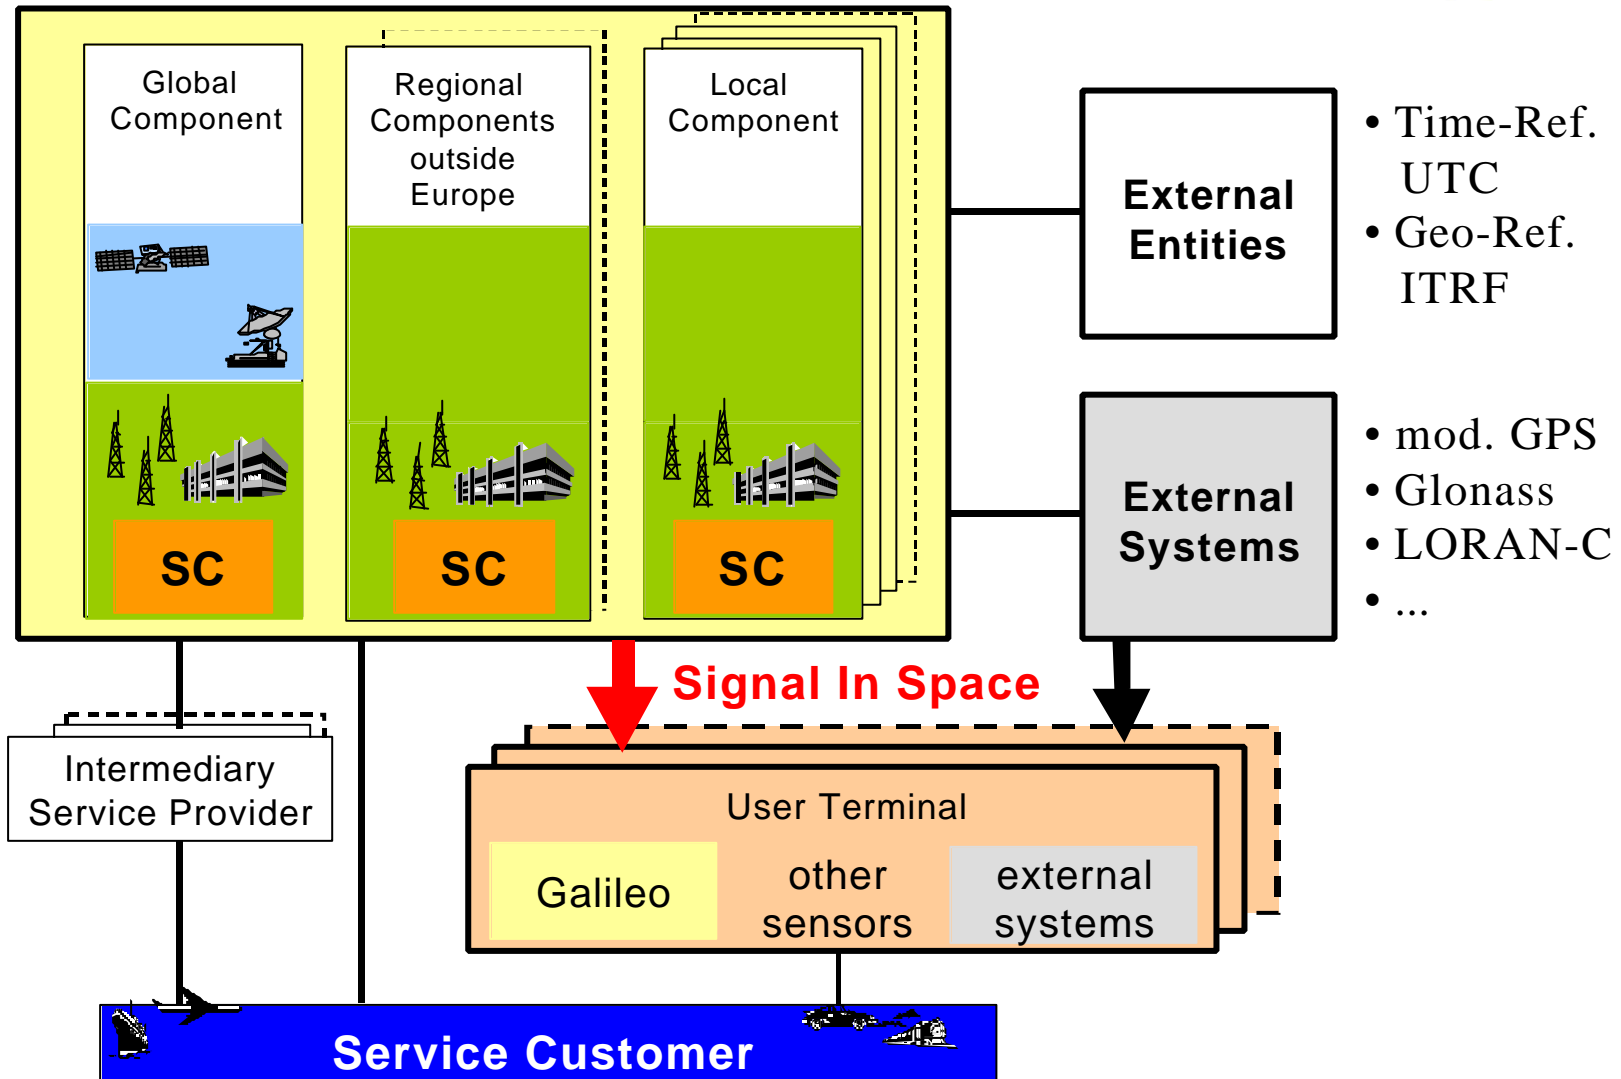 Global
Component
Regional
Components
outside
Europe
Local
Component
SC
SC
SC
External
Entities
• Time-Ref.
UTC
• Geo-Ref.
ITRF
External
Systems
• mod. GPS
• Glonass
• LORAN-C
• ...
Signal In Space
Intermediary
Service Provider
User Terminal
Galileo
other
sensors
external
systems
Service Customer